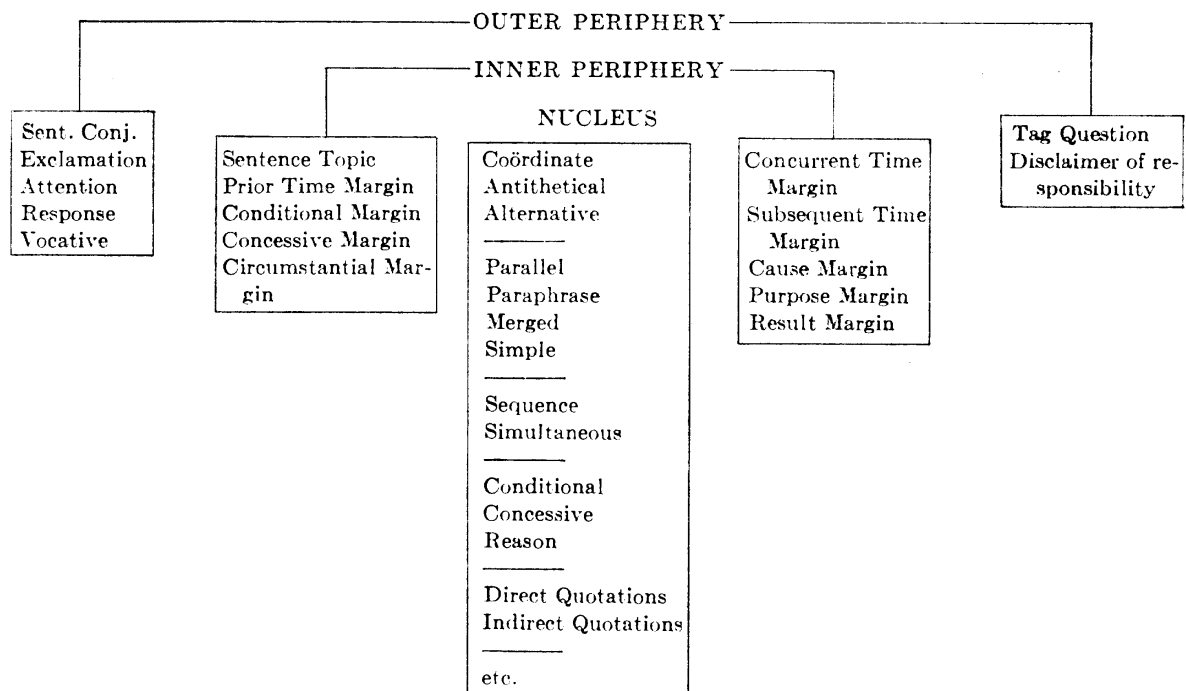 OUTER PERIPHERY
INNER PERIPHERY
NUCLEUS
Sent. Conj.
Exclamation
Attention
Response
Vocative
Sentence Topic
Prior Time Margin
Conditional Margin
Concessive Margin
Circumstantial Mar-
gin
Coördinate
Antithetical
Alternative
Parallel
Paraphrase
Merged
Simple
Sequence
Simultaneous
Conditional
Concessive
Reason
Direct Quotations
Indirect Quotations
etc.
Concurrent Time
Margin
Subsequent Time
Margin
Cause Margin
Purpose Margin
Result Margin
Tag Question
Disclaimer of re-
sponsibility